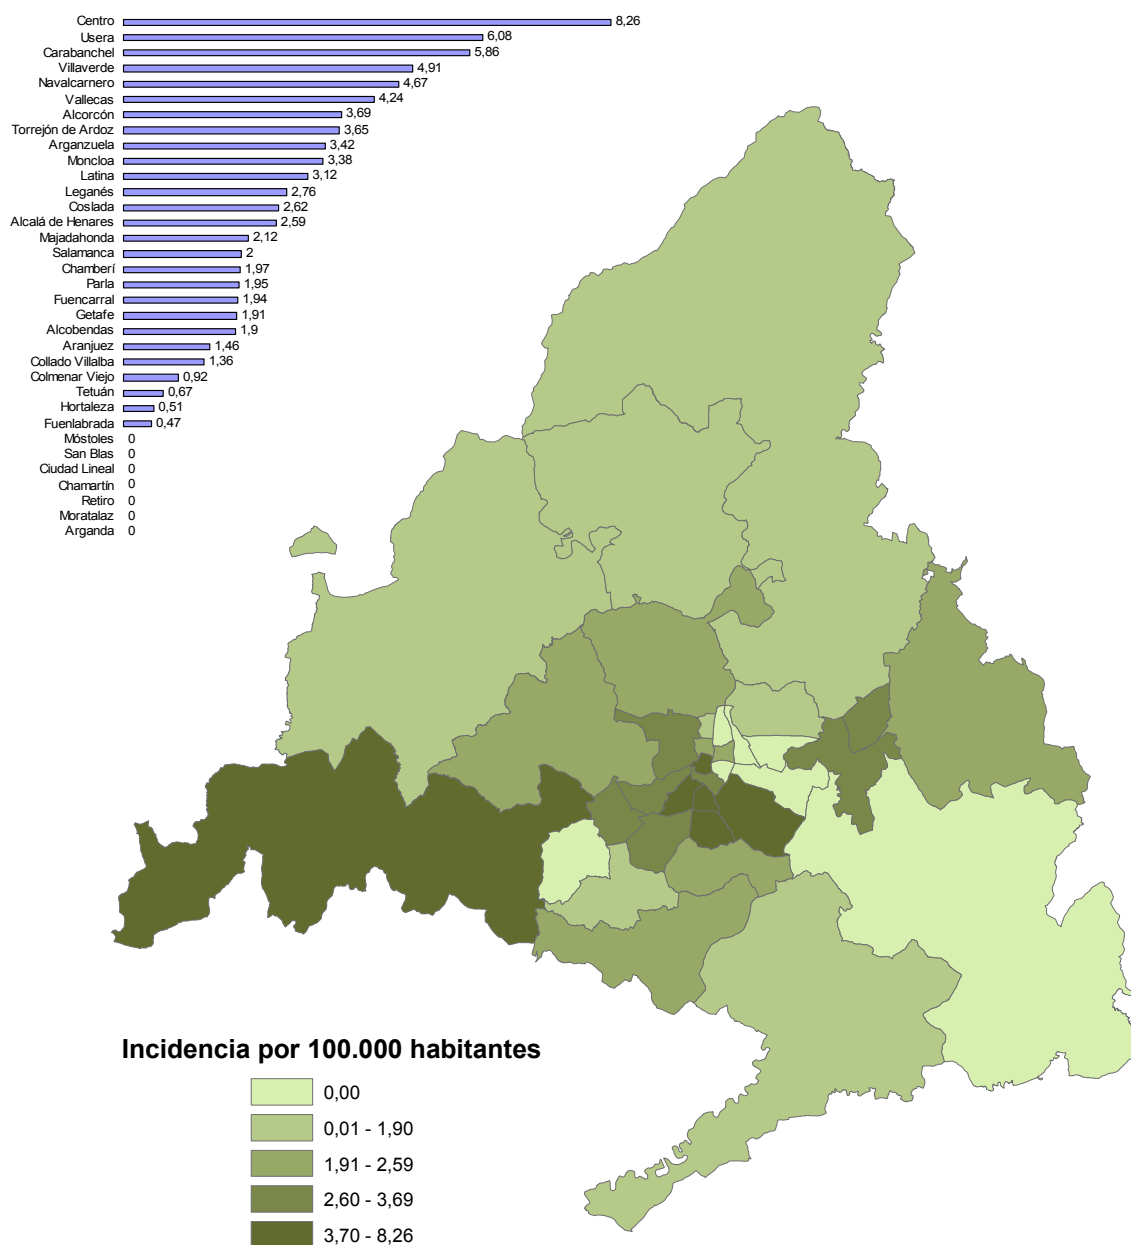 Centro 8,26
Usera 6,08
Carabanchel 5,86
Villaverde 4,91
Navalcarnero 4,67
Vallecas 4,24
Alcorcón 3,69
Torrejón de Ardoz 3,65
Arganzuela 3,42
Moncloa 3,38
Latina 3,12
Leganés 2,76
Coslada 2,62
Alcalá de Henares 2,59
Majadahonda 2,12
Salamanca 2
Chamberí 1,97
Parla 1,95
Fuencarral 1,94
Getafe 1,91
Alcobendas 1,9
Aranjuez 1,46
Collado Villalba 1,36
Colmenar Viejo 0,92
Tetuán 0,67
Hortaleza 0,51
Fuenlabrada 0,47
Móstoles 0
San Blas 0
Ciudad Lineal 0
Chamartín 0
Retiro 0
Moratalaz 0
Arganda 0
Incidencia por 100.000 habitantes
0,00
0,01 - 1,90
1,91 - 2,59
2,60 - 3,69
3,70 - 8,26